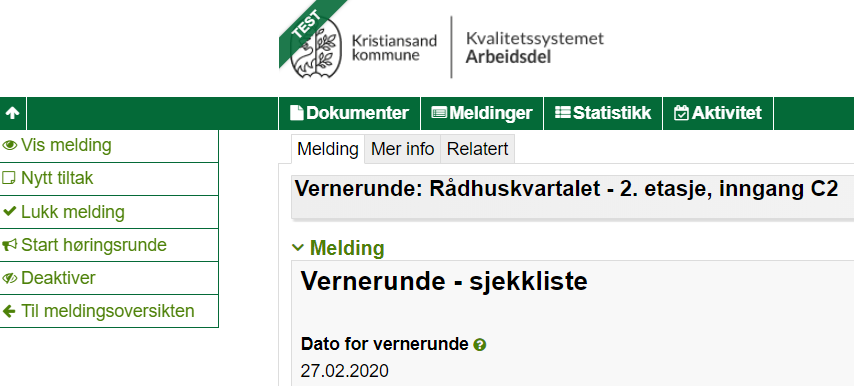 TEST
Kristiansand
kommune
Kvalitetssystemet
Arbeidsdel
Dokumenter Meldinger Statistikk Aktivitet
Vis melding
Nytt tiltak
Lukk melding
Start høringsrunde
Deaktiver
Til meldingsoversikten
Melding Mer info Relatert
Vernerunde: Rådhuskvartalet - 2. etasje, inngang C2
Melding
Vernerunde - sjekkliste
Dato for vernerunde
27.02.2020